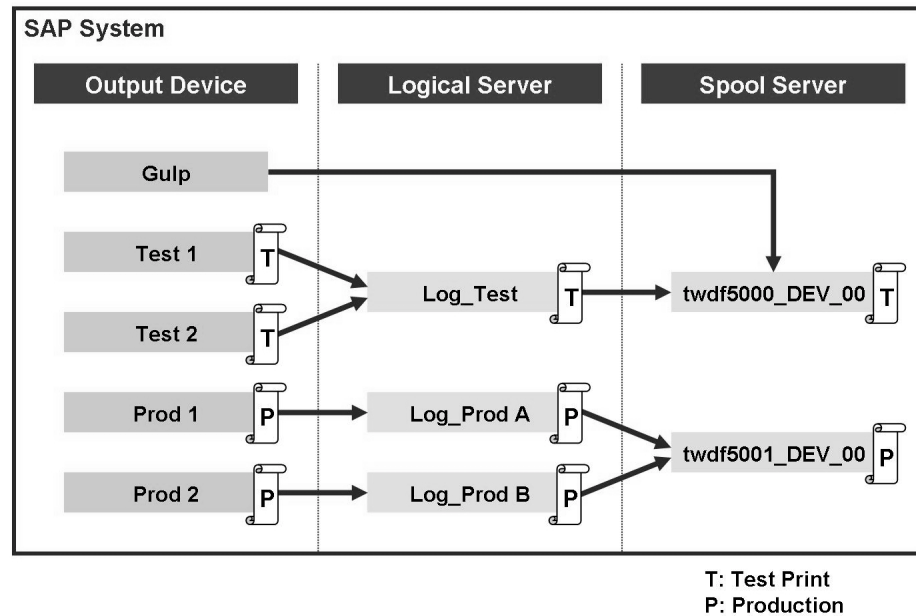 SAP System
Output Device
Logical Server
Spool Server
Gulp
Test 1
T
Test 2
T
Log_Test
T
twdf5000_DEV_00
T
Prod 1
P
Log_Prod A
P
Prod 2
P
Log_Prod B
P
twdf5001_DEV_00
P
T: Test Print
P: Production